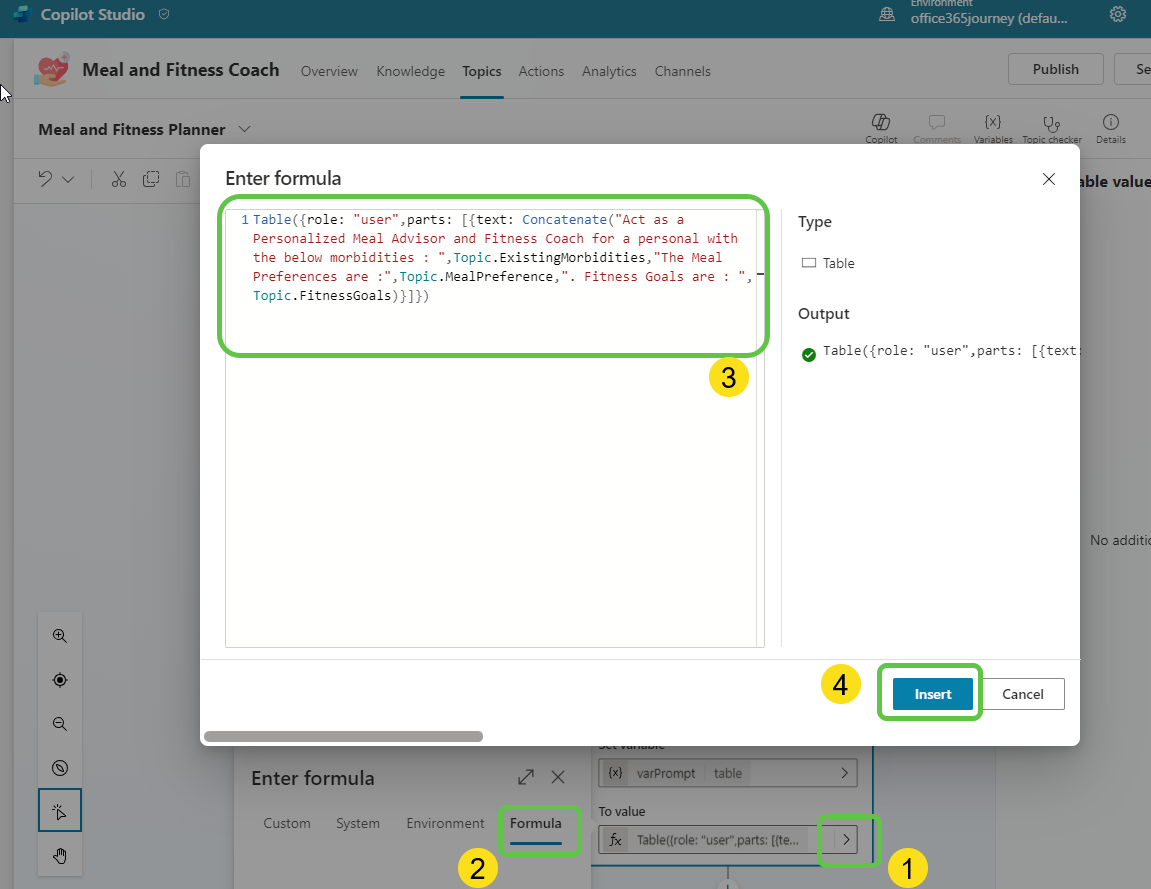 Copilot Studio
Environment
office365journey (defau...
Meal and Fitness Coach
Overview Knowledge Topics Actions Analytics Channels
Publish
Se
Meal and Fitness Planner
Copilot Comments Variables Topic checker Details
Enter formula
able value
1 Table({role: "user",parts: [{text: Concatenate("Act as a
Personalized Meal Advisor and Fitness Coach for a personal with
the below morbidities : ",Topic.ExistingMorbidities,"The Meal
Preferences are :",Topic.MealPreference,". Fitness Goals are : ",
Topic.FitnessGoals)}]})
Type
Table
Output
Table({role: "user",parts: [{text:
3
No additio
4
Insert Cancel
Set variable
Enter formula
{x} varPrompt table
To value
Custom System Environment Formula
fx Table({role: "user",parts: [{te...
2
1